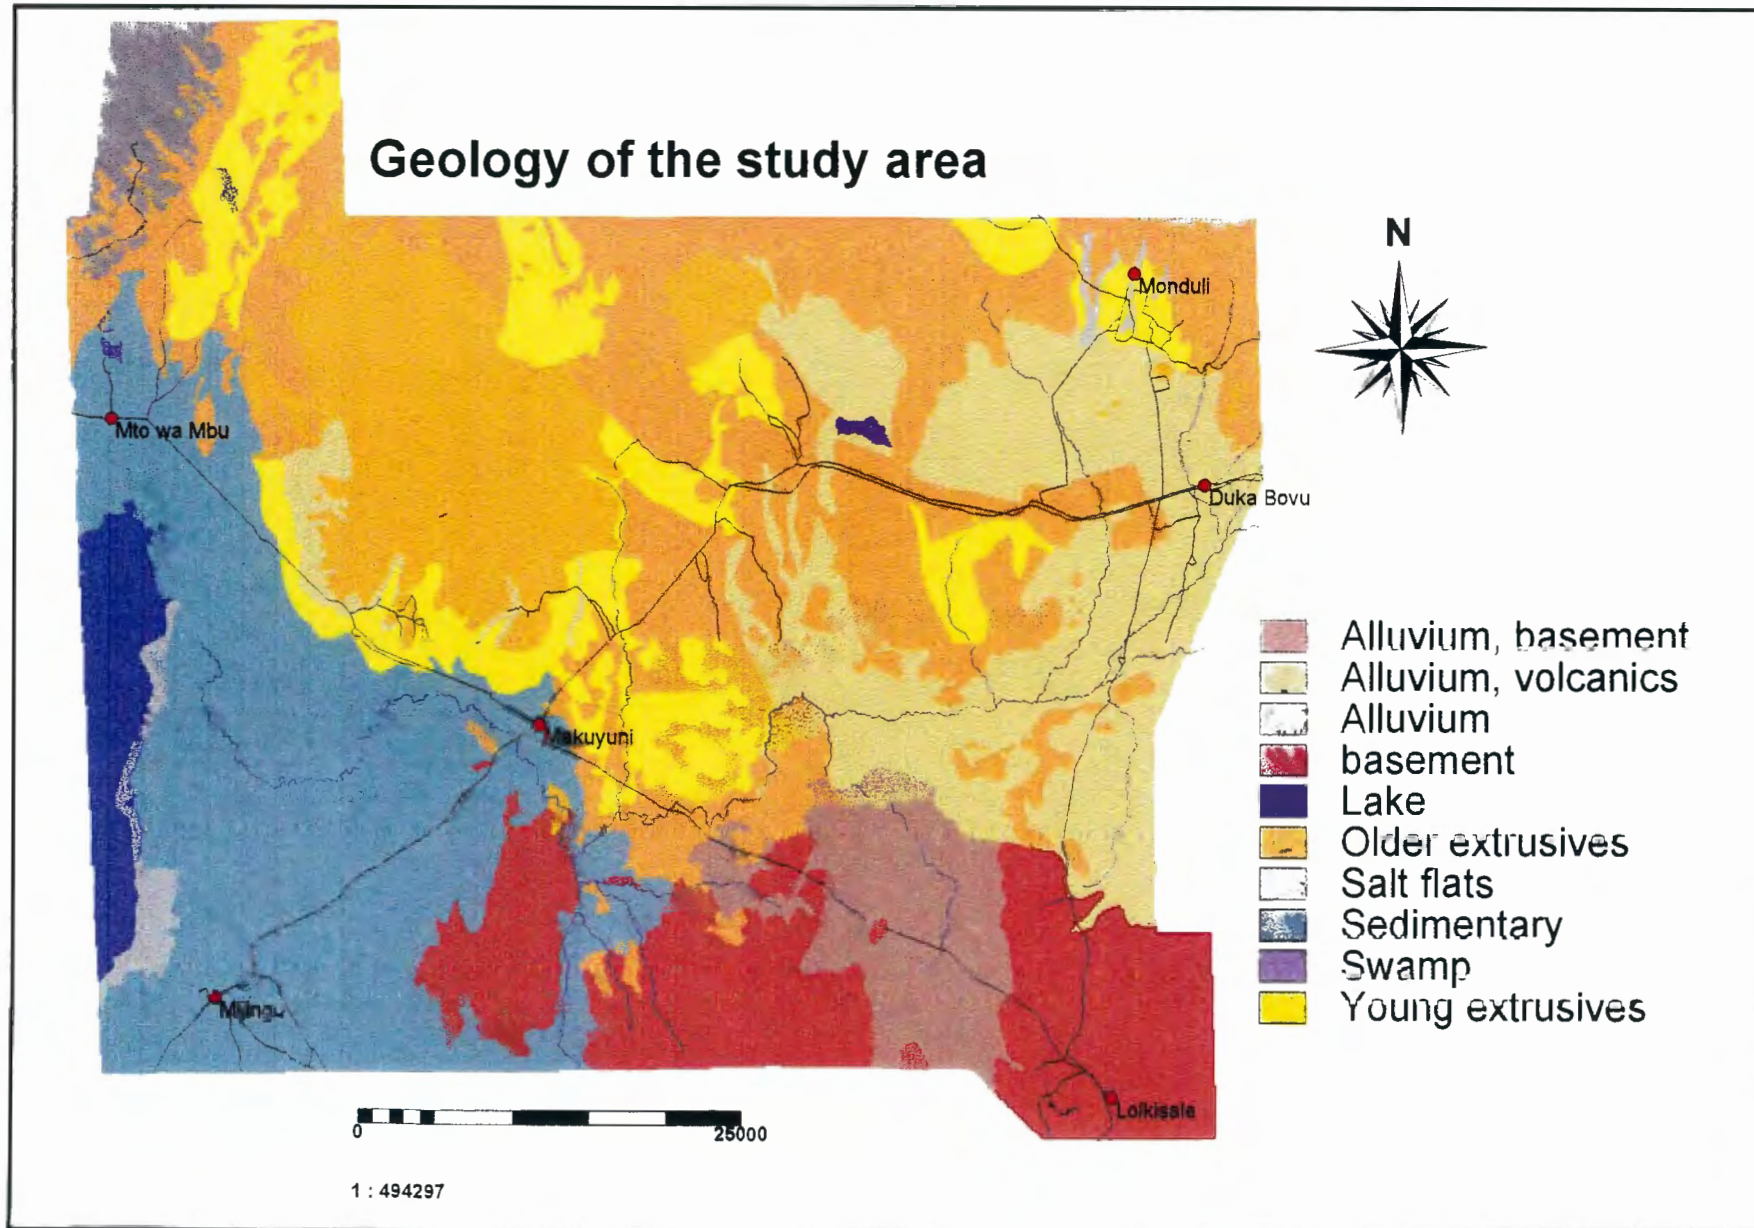 Geology of the study area
N
Monduli
Mto wa Mbu
Duka Bovu
Makuyuni
Lolkisale
Alluvium, basement
Alluvium, volcanics
Alluvium
basement
Lake
Older extrusives
Salt flats
Sedimentary
Swamp
Young extrusives
0
25000
1 : 494297